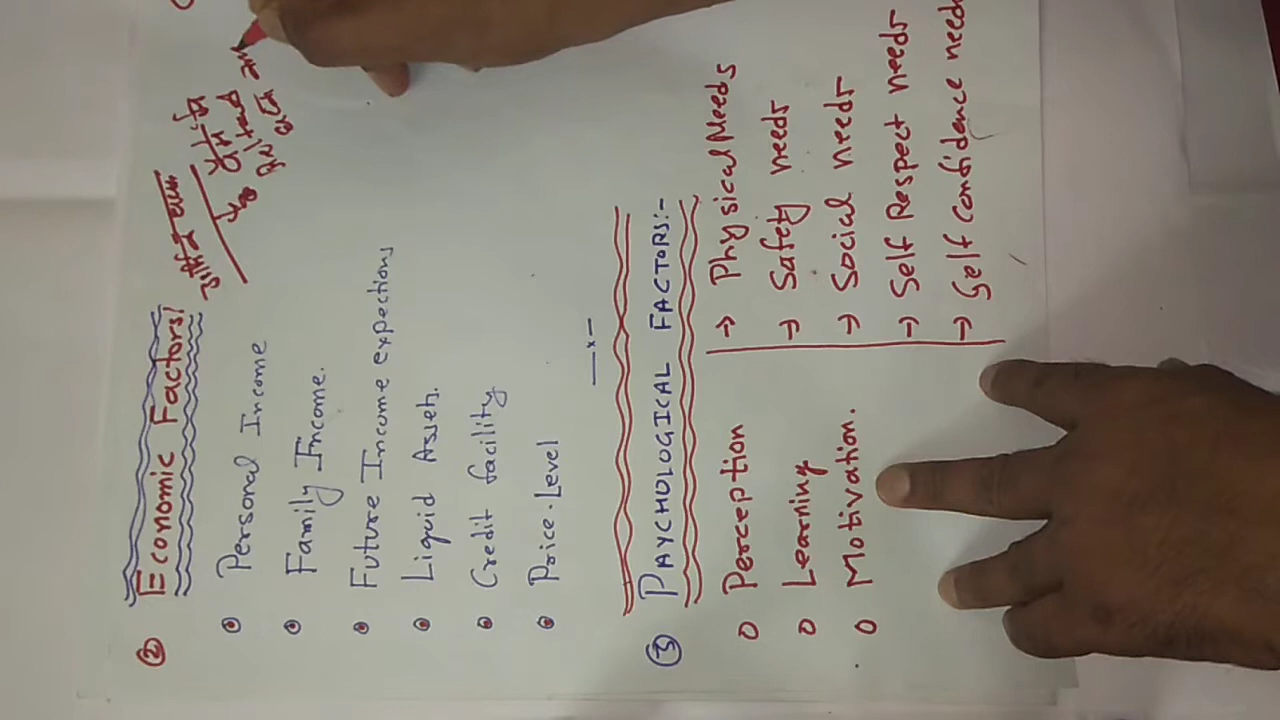 ② Economic Factors:
Personal Income
Family Income.
Future Income expections
Liquid Assets.
Credit facility
Price-Level
—x—
③ PAYCHOLOGICAL FACTORS:-
Perception
Learning
Motivation.
→ Physical Needs
→ Safety needs
→ Social needs
→ Self Respect needs
→ Self confidence needs